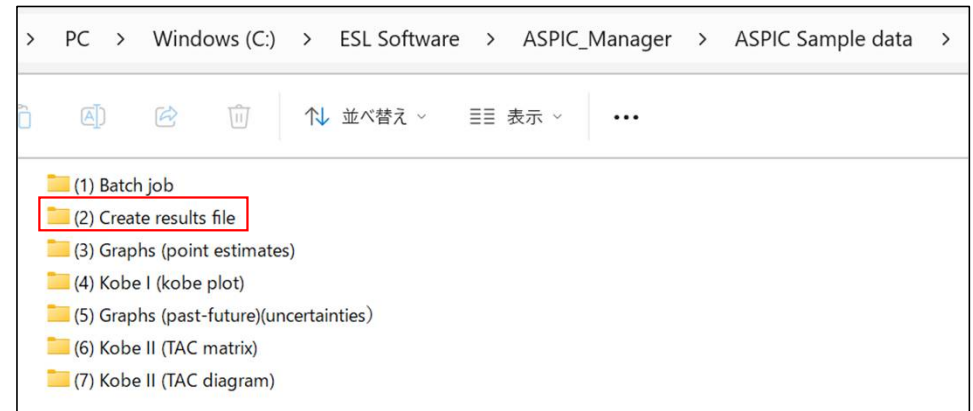 > PC > Windows (C:) > ESL Software > ASPIC_Manager > ASPIC Sample data >
並べ替え 表示 •••
(1) Batch job
(2) Create results file
(3) Graphs (point estimates)
(4) Kobe I (kobe plot)
(5) Graphs (past-future)(uncertainties）
(6) Kobe II (TAC matrix)
(7) Kobe II (TAC diagram)